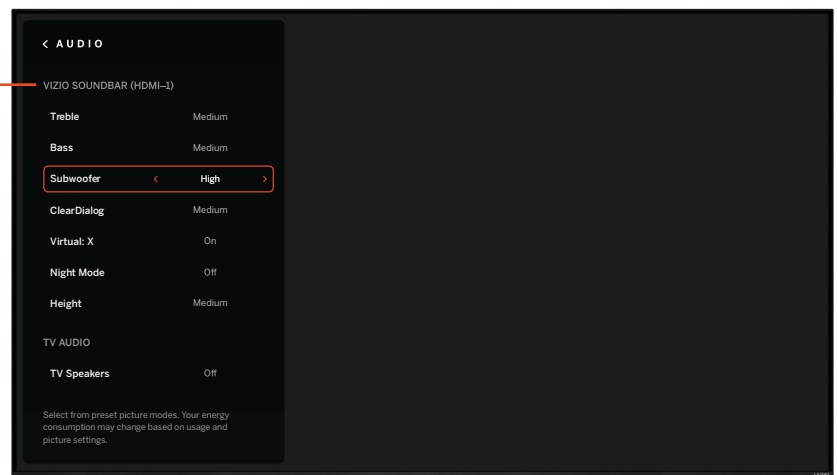 < AUDIO
VIZIO SOUNDBAR (HDMI–1)
Treble Medium
Bass Medium
Subwoofer < High >
ClearDialog Medium
Virtual: X On
Night Mode Off
Height Medium
TV AUDIO
TV Speakers Off
Select from preset picture modes. Your energy
consumption may change based on usage and
picture settings.